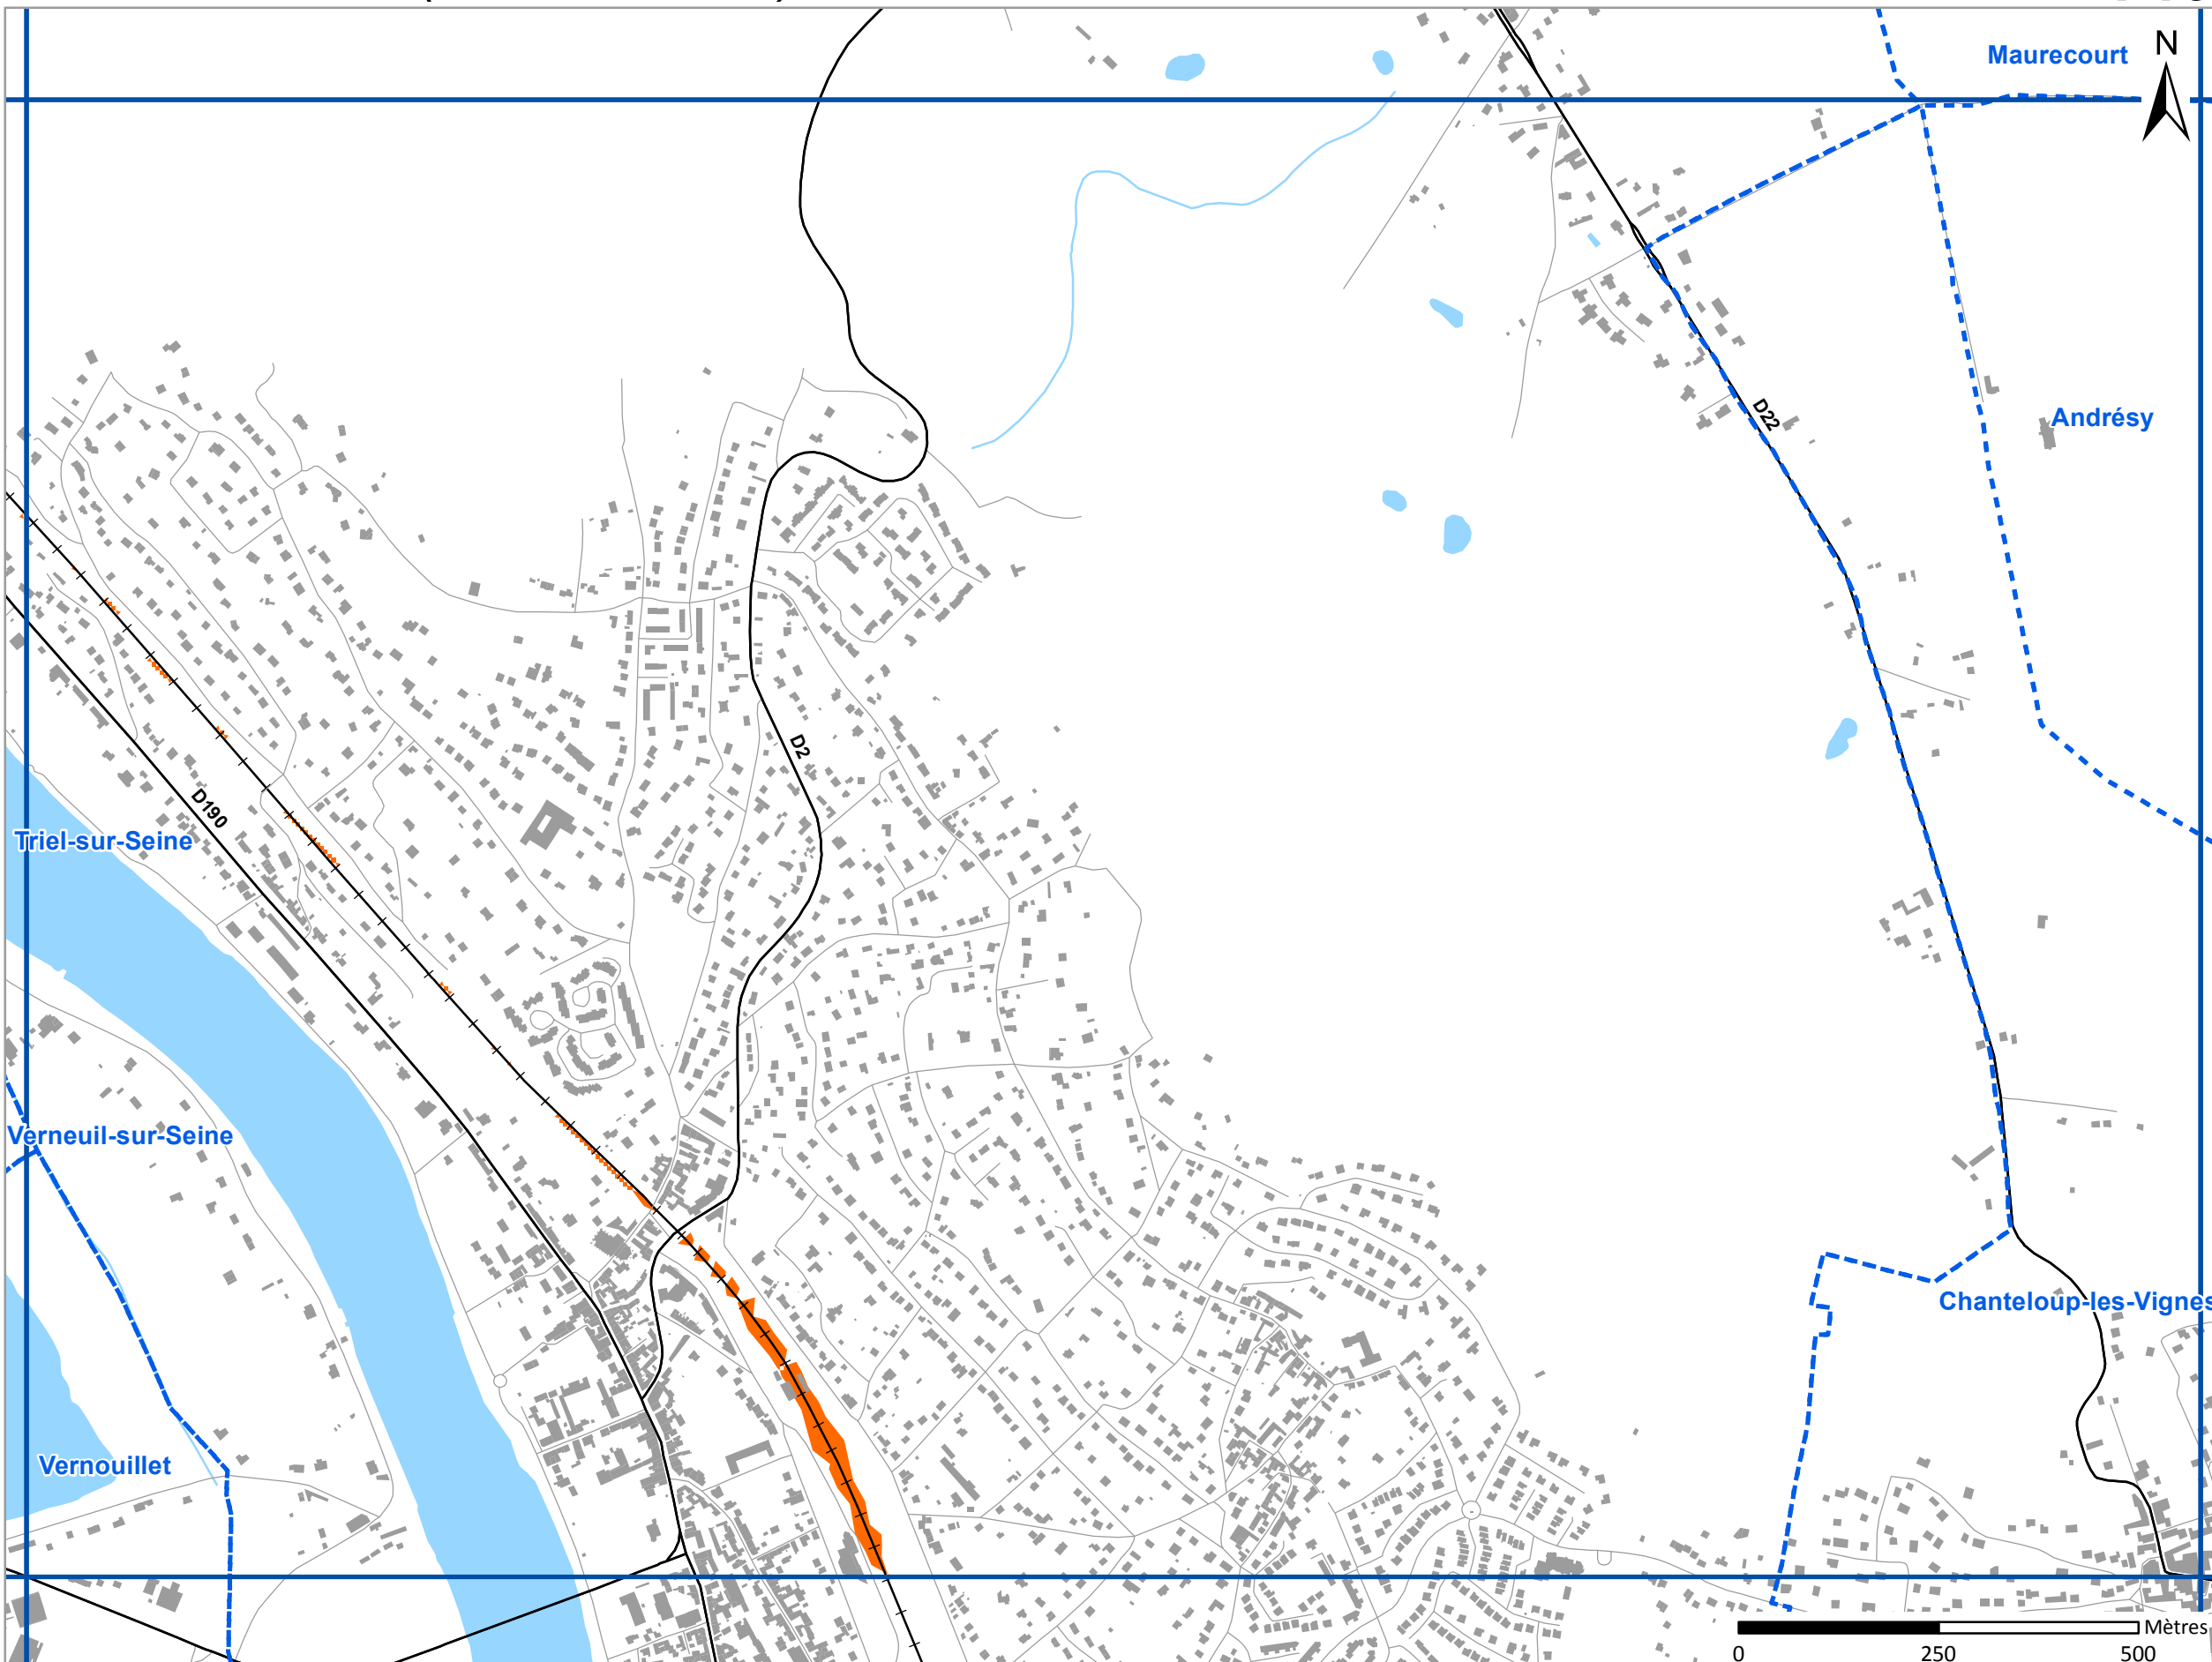 Maurecourt
N
D22
Andrésy
D2
D190
Triel-sur-Seine
Verneuil-sur-Seine
Chanteloup-les-Vignes
Vernouillet
Mètres
0 250 500